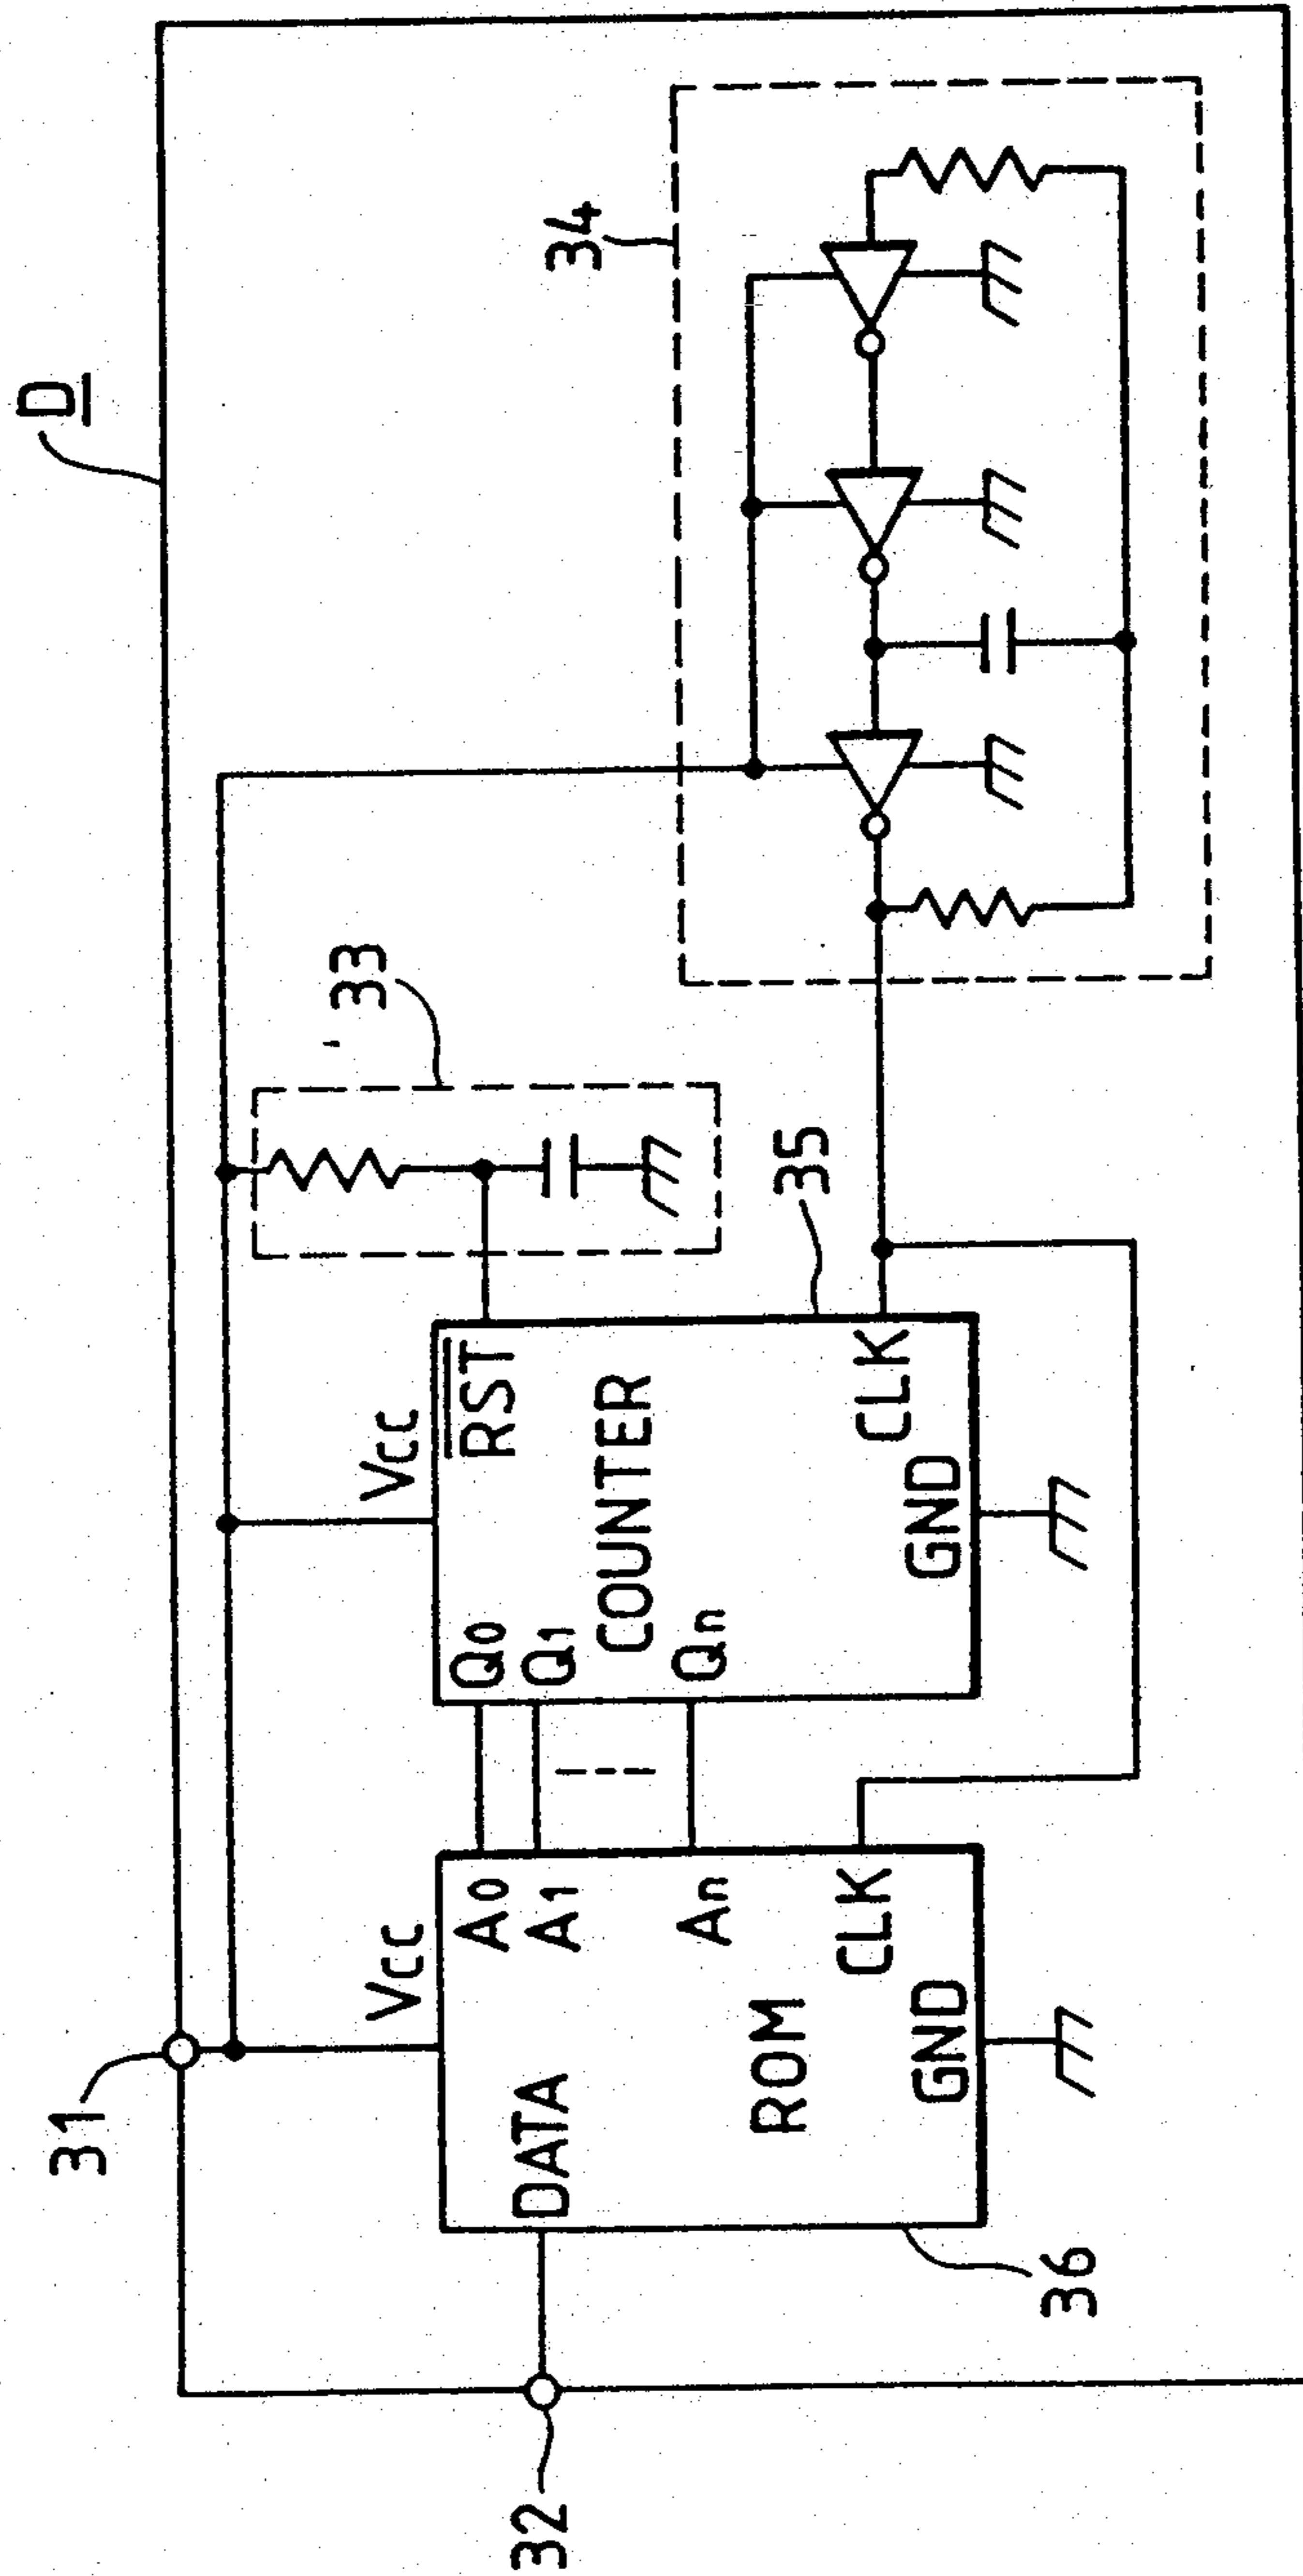 D
31
33
34
VCC
VCC
DATA
A0
Q0
RST
A1
Q1
COUNTER
35
An
Qn
ROM
CLK
CLK
GND
GND
32
36